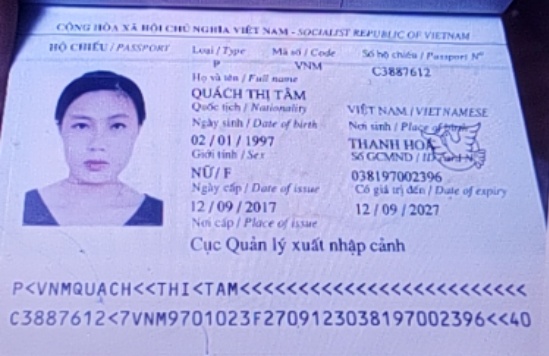 CỘNG HÒA XÃ HỘI CHỦ NGHĨA VIỆT NAM - SOCIALIST REPUBLIC OF VIETNAM
HỘ CHIẾU / PASSPORT Loại / Type Mã số / Code Số hộ chiếu / Passport Nº
P VNM C3887612
Họ và tên / Full name
QUÁCH THỊ TÂM
Quốc tịch / Nationality VIỆT NAM / VIETNAMESE
Ngày sinh / Date of birth Nơi sinh / Place of birth
02 / 01 / 1997 THANH HOÁ
Giới tính / Sex Số GCMND / ID card Nº
NỮ / F 038197002396
Ngày cấp / Date of issue Có giá trị đến / Date of expiry
12 / 09 / 2017 12 / 09 / 2027
Nơi cấp / Place of issue
Cục Quản lý xuất nhập cảnh
P<VNMQUACH<<THI<TAM<<<<<<<<<<<<<<<<<<<<<<<<<
C3887612<7VNM9701023F2709123038197002396<<40